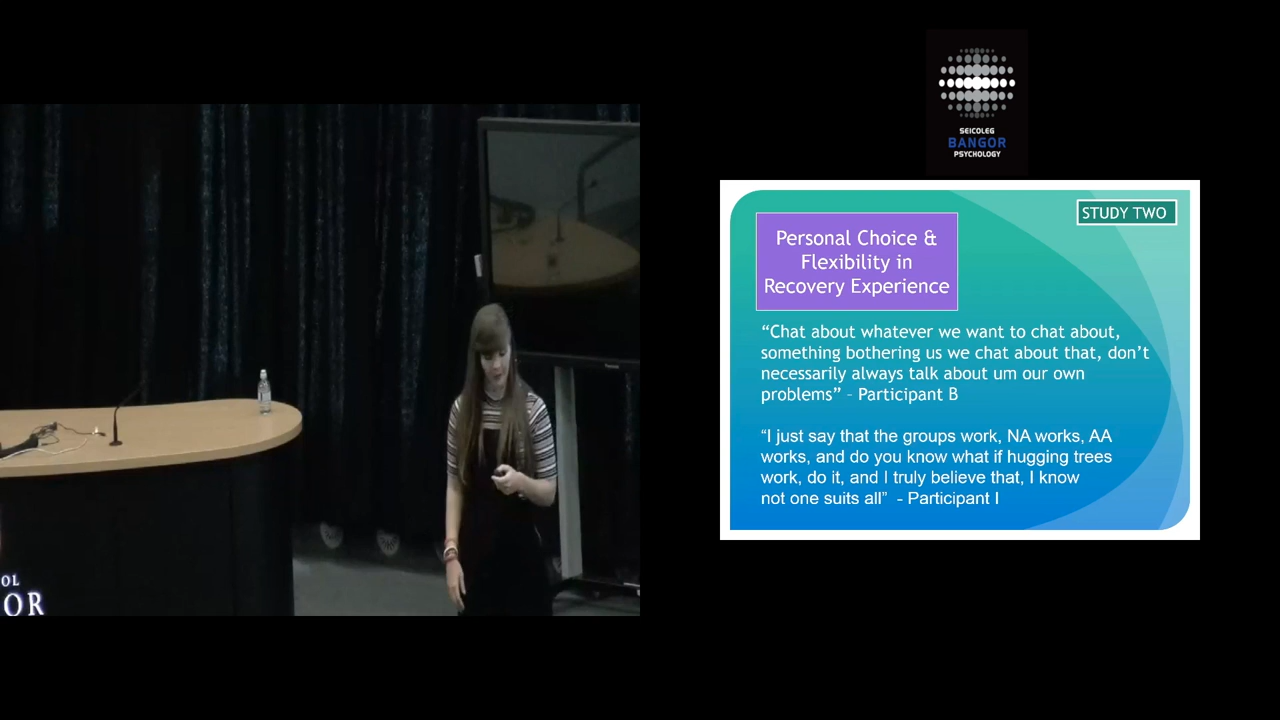 SEICOLEG
BANGOR
PSYCHOLOGY
STUDY TWO
Personal Choice &
Flexibility in
Recovery Experience
“Chat about whatever we want to chat about,
something bothering us we chat about that, don’t
necessarily always talk about um our own
problems” – Participant B
“I just say that the groups work, NA works, AA
works, and do you know what if hugging trees
work, do it, and I truly believe that, I know
not one suits all” - Participant I
OL
OR